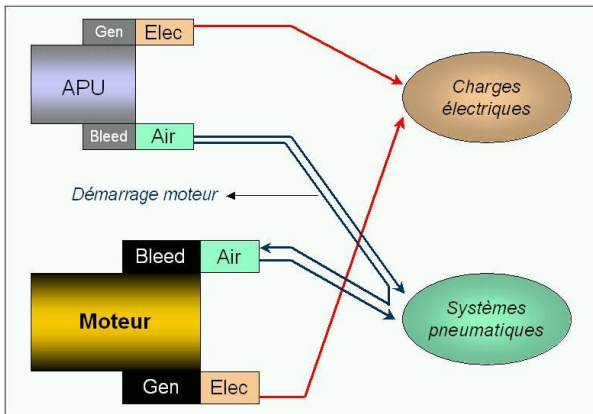 Gen Elec
APU
Bleed Air
Charges
électriques
Démarrage moteur
Bleed Air
Moteur
Gen Elec
Systèmes
pneumatiques